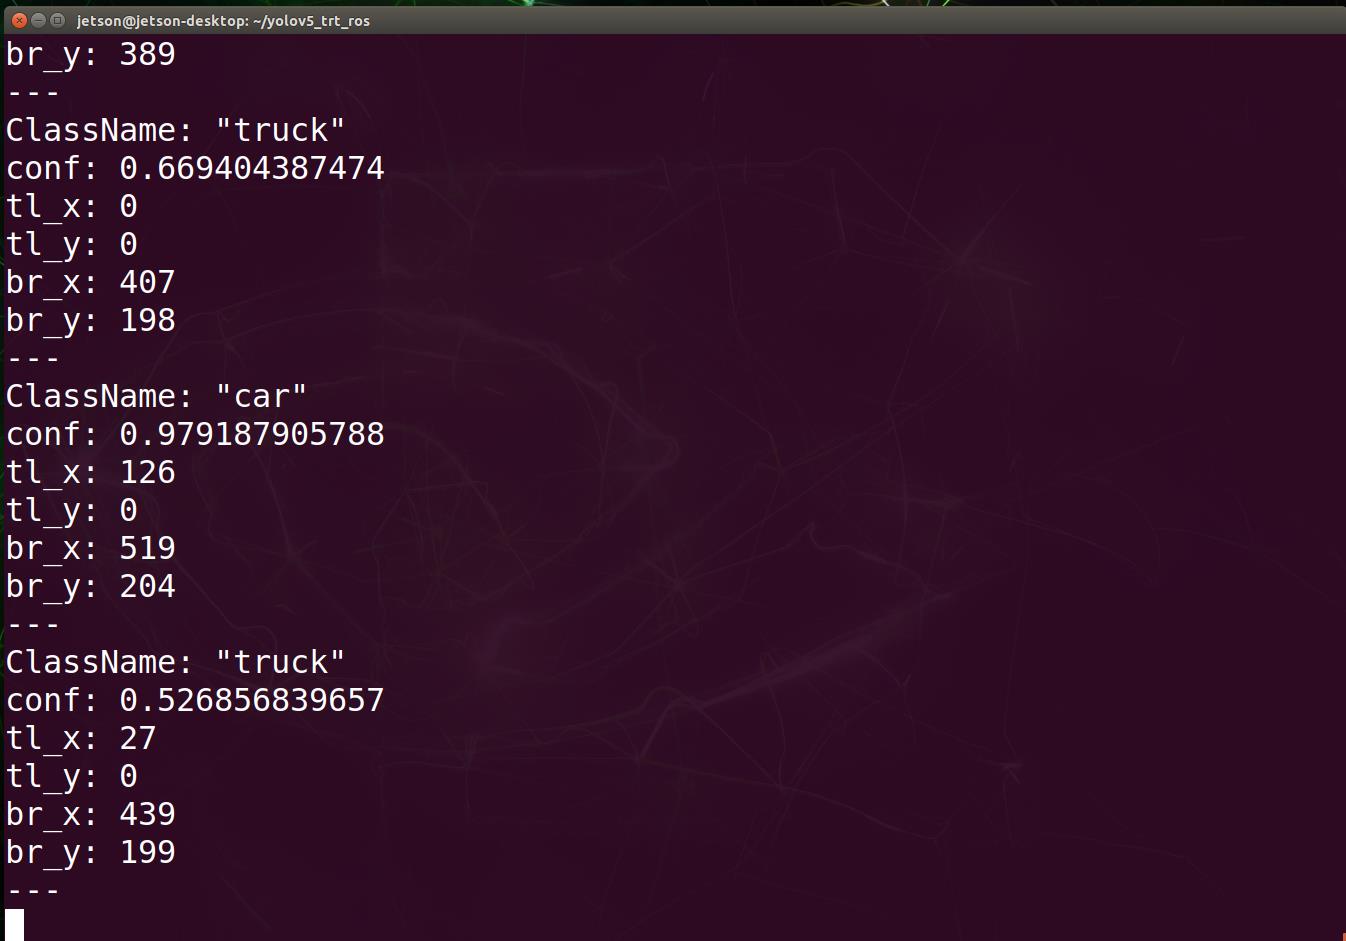 jetson@jetson-desktop: ~/yolov5_trt_ros
br_y: 389
---
ClassName: "truck"
conf: 0.669404387474
tl_x: 0
tl_y: 0
br_x: 407
br_y: 198
---
ClassName: "car"
conf: 0.979187905788
tl_x: 126
tl_y: 0
br_x: 519
br_y: 204
---
ClassName: "truck"
conf: 0.526856839657
tl_x: 27
tl_y: 0
br_x: 439
br_y: 199
---